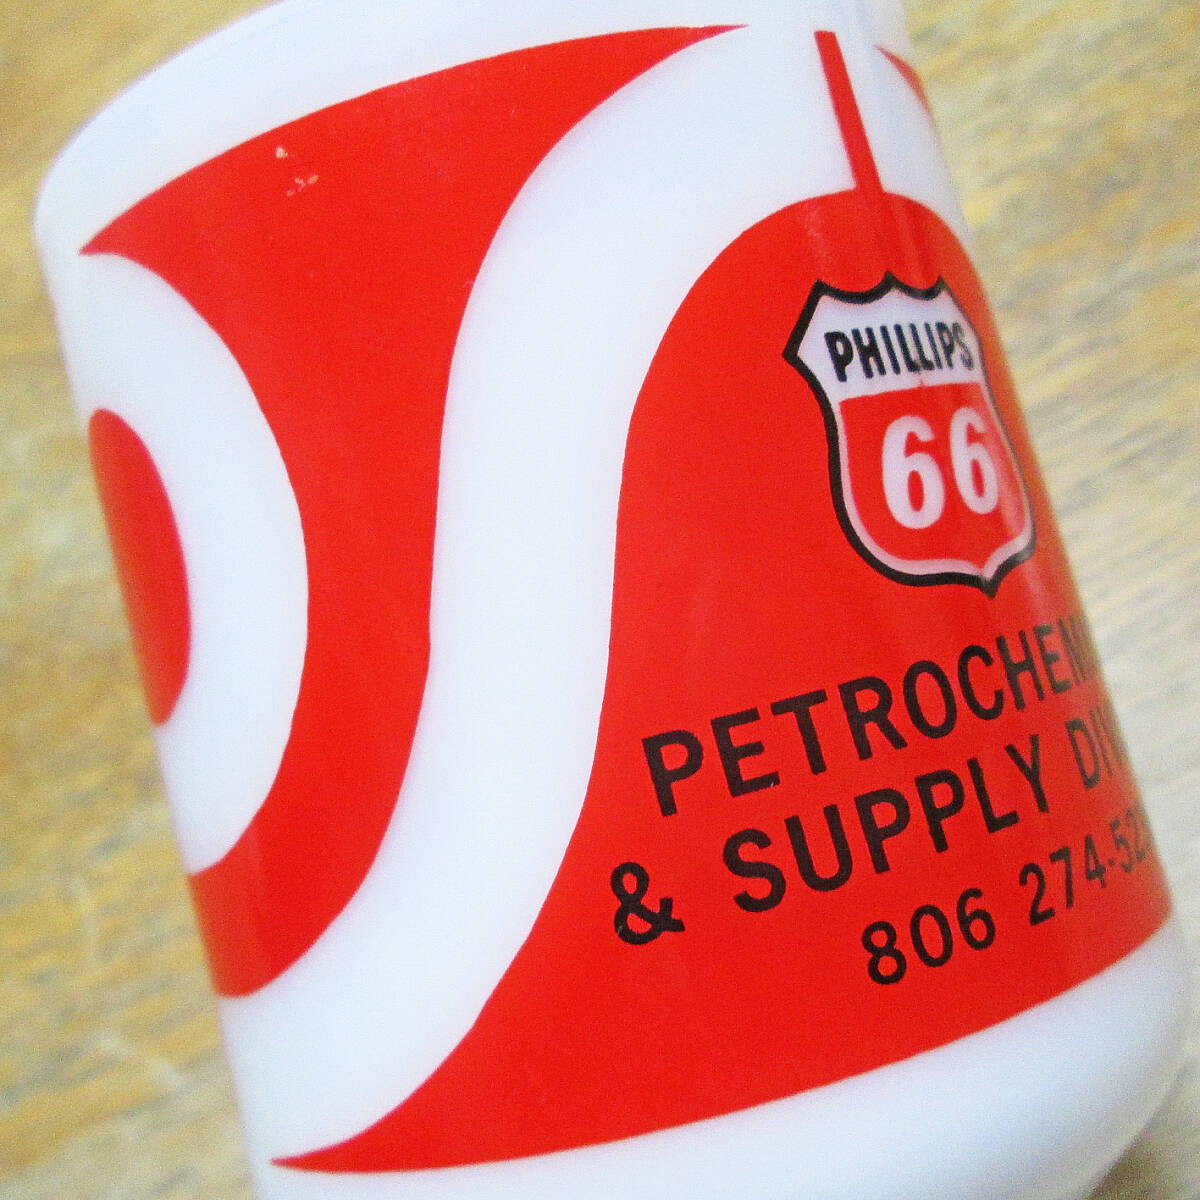 PHILLIPS
66
PETROCHEM
& SUPPLY DIV
806 274-52